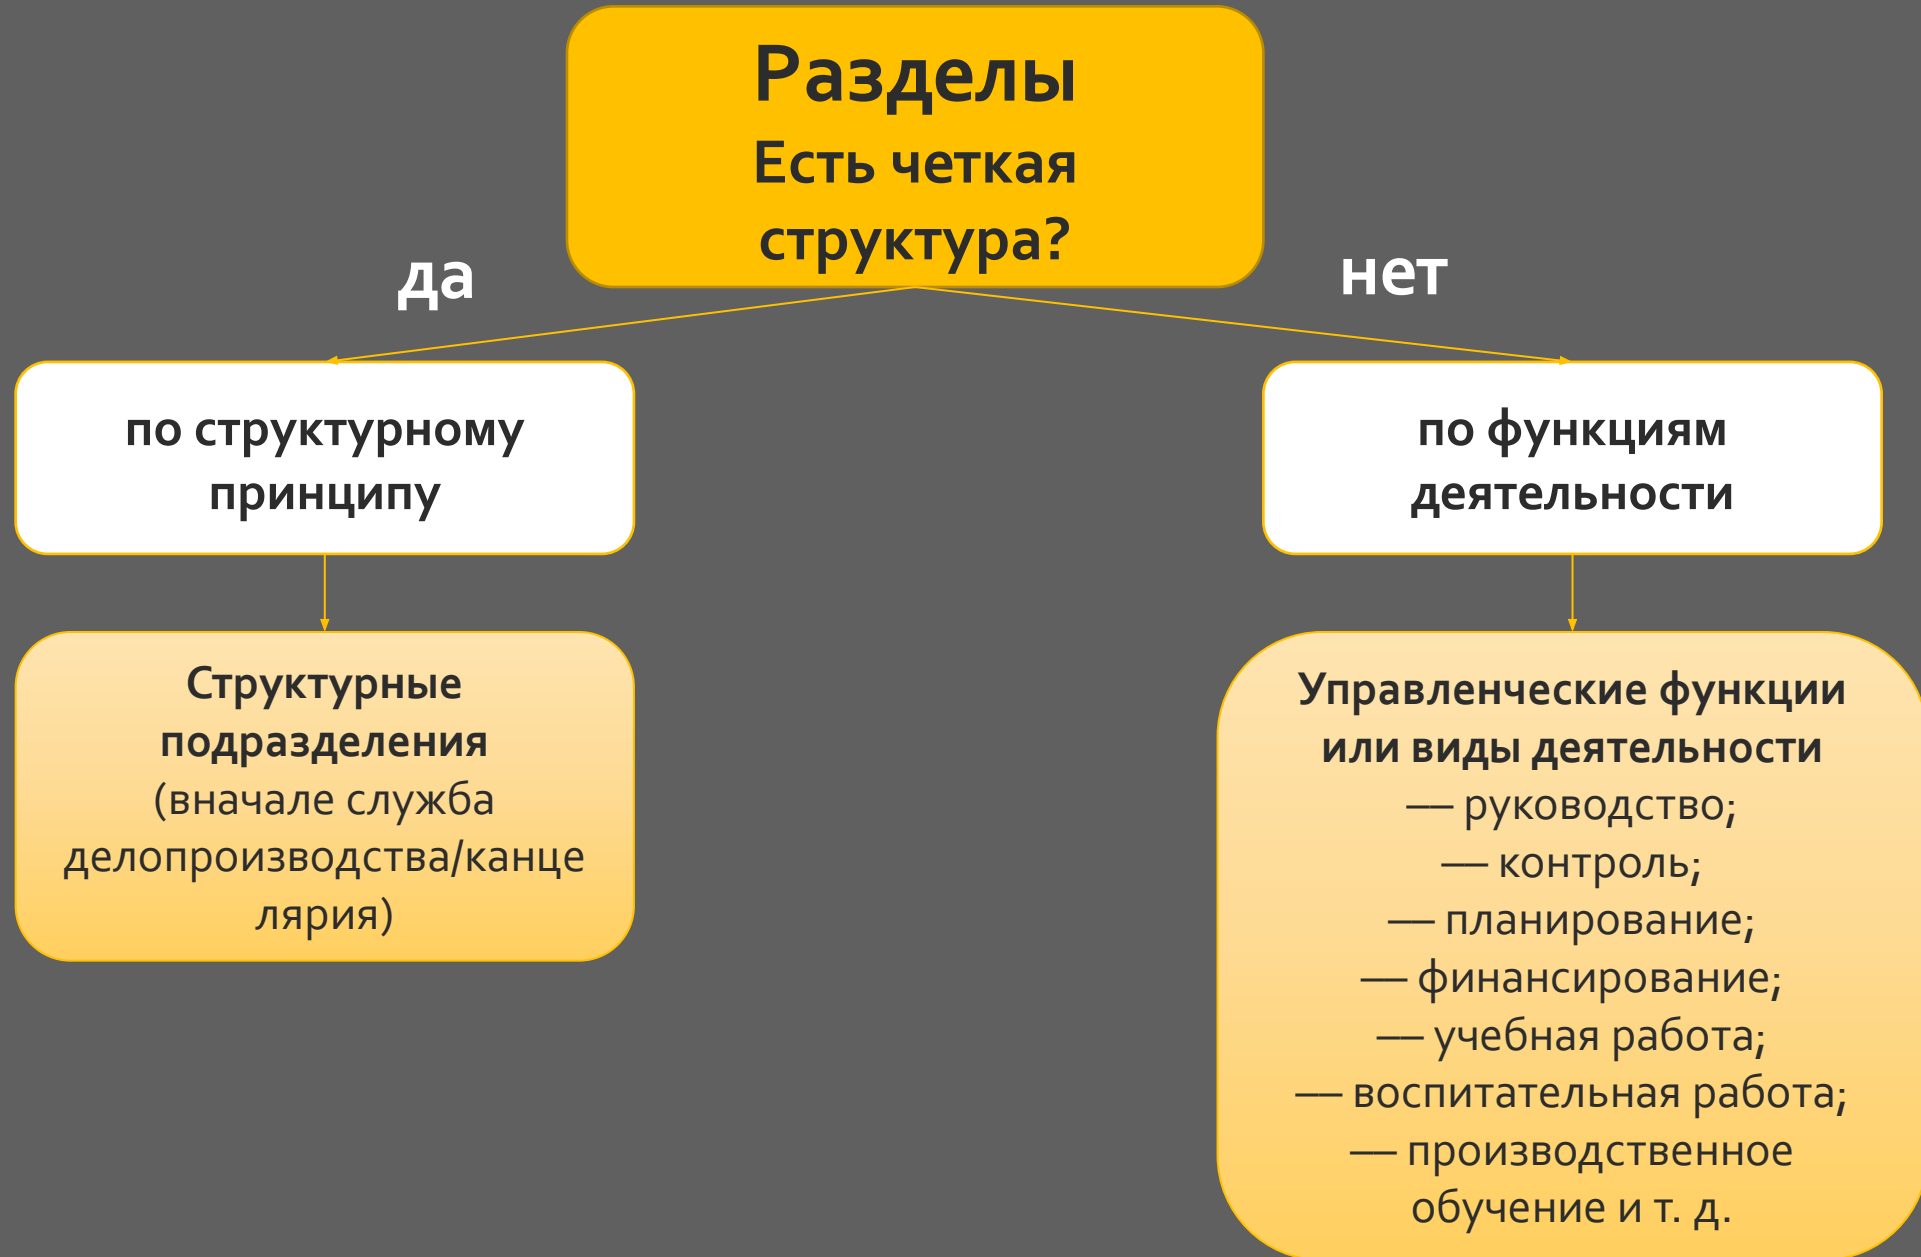 Разделы
Есть четкая
структура?
да
нет
по структурному
принципу
по функциям
деятельности
Структурные
подразделения
(вначале служба
делопроизводства/канце
лярия)
Управленческие функции
или виды деятельности
— руководство;
— контроль;
— планирование;
— финансирование;
— учебная работа;
— воспитательная работа;
— производственное
обучение и т. д.